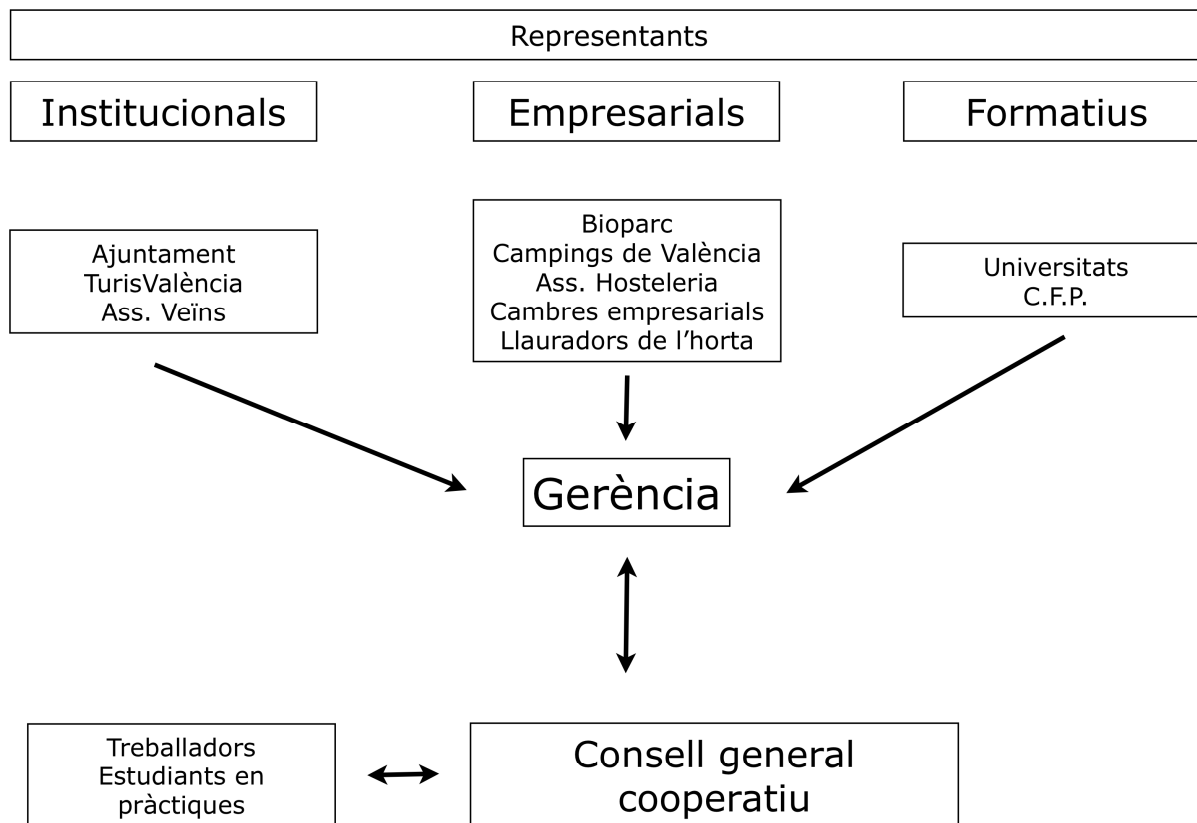 Representants
Institucionals
Empresarials
Formatius
Ajuntament
TurisValència
Ass. Veïns
Bioparc
Campings de València
Ass. Hosteleria
Cambres empresarials
Llauradors de l’horta
Universitats
C.F.P.
Gerència
Treballadors
Estudiants en
pràctiques
Consell general
cooperatiu